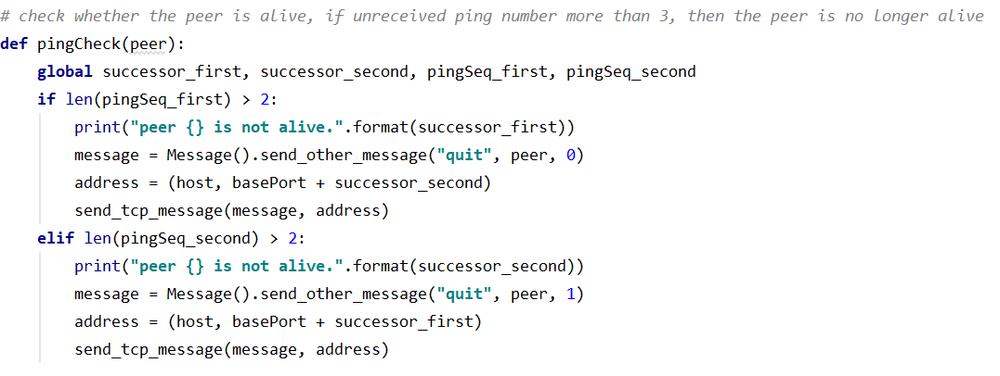 # check whether the peer is alive, if unreceived ping number more than 3, then the peer is no longer alive
def pingCheck(peer):
    global successor_first, successor_second, pingSeq_first, pingSeq_second
    if len(pingSeq_first) > 2:
        print("peer {} is not alive.".format(successor_first))
        message = Message().send_other_message("quit", peer, 0)
        address = (host, basePort + successor_second)
        send_tcp_message(message, address)
    elif len(pingSeq_second) > 2:
        print("peer {} is not alive.".format(successor_second))
        message = Message().send_other_message("quit", peer, 1)
        address = (host, basePort + successor_first)
        send_tcp_message(message, address)